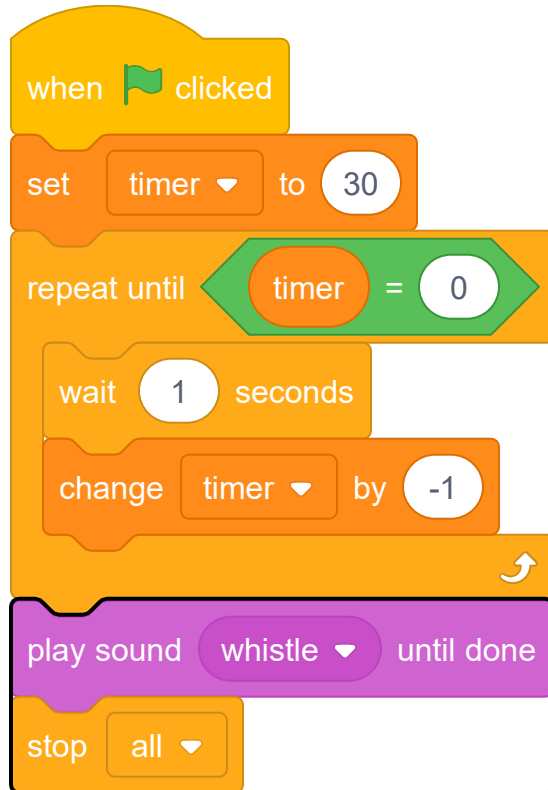 when clicked
set timer to 30
repeat until timer = 0
wait 1 seconds
change timer by -1
play sound whistle until done
stop all